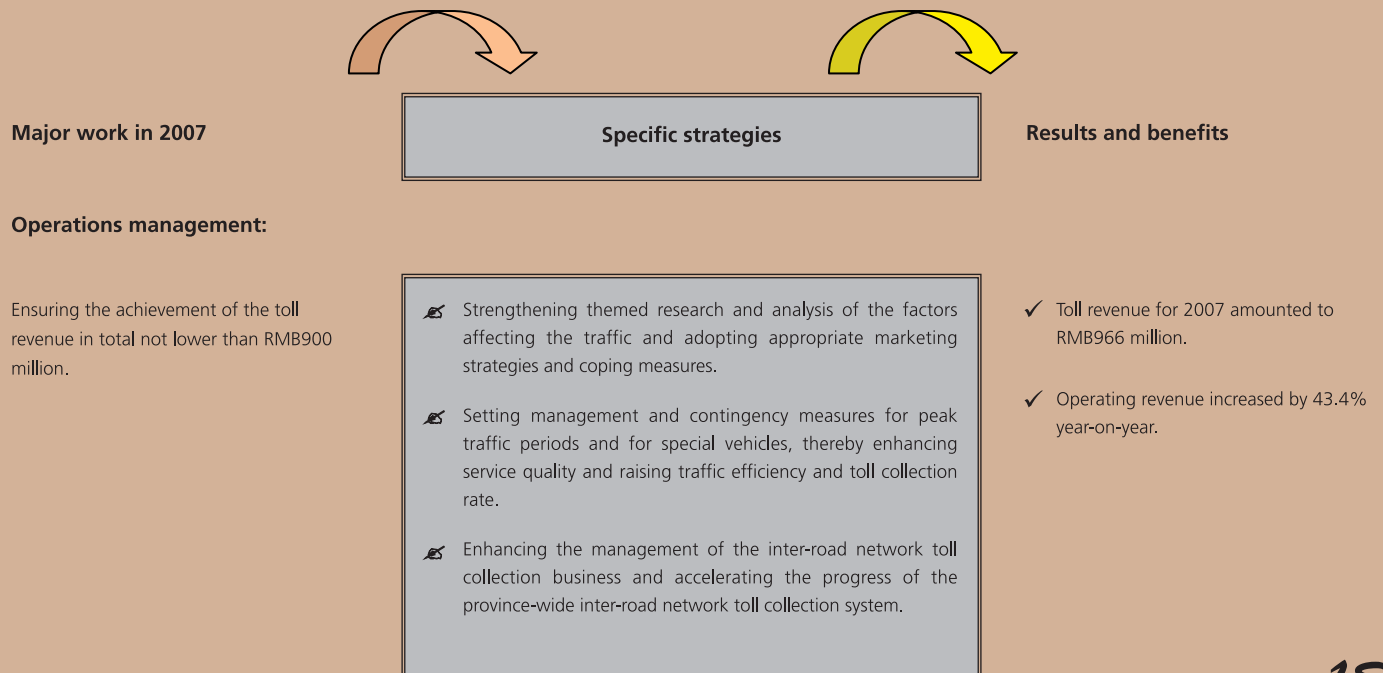 Major work in 2007
Specific strategies
Results and benefits
Operations management:
Ensuring the achievement of the toll
revenue in total not lower than RMB900
million.
Strengthening themed research and analysis of the factors
affecting the traffic and adopting appropriate marketing
strategies and coping measures.
Setting management and contingency measures for peak
traffic periods and for special vehicles, thereby enhancing
service quality and raising traffic efficiency and toll collection
rate.
Enhancing the management of the inter-road network toll
collection business and accelerating the progress of the
province-wide inter-road network toll collection system.
✓ Toll revenue for 2007 amounted to
RMB966 million.
✓ Operating revenue increased by 43.4%
year-on-year.